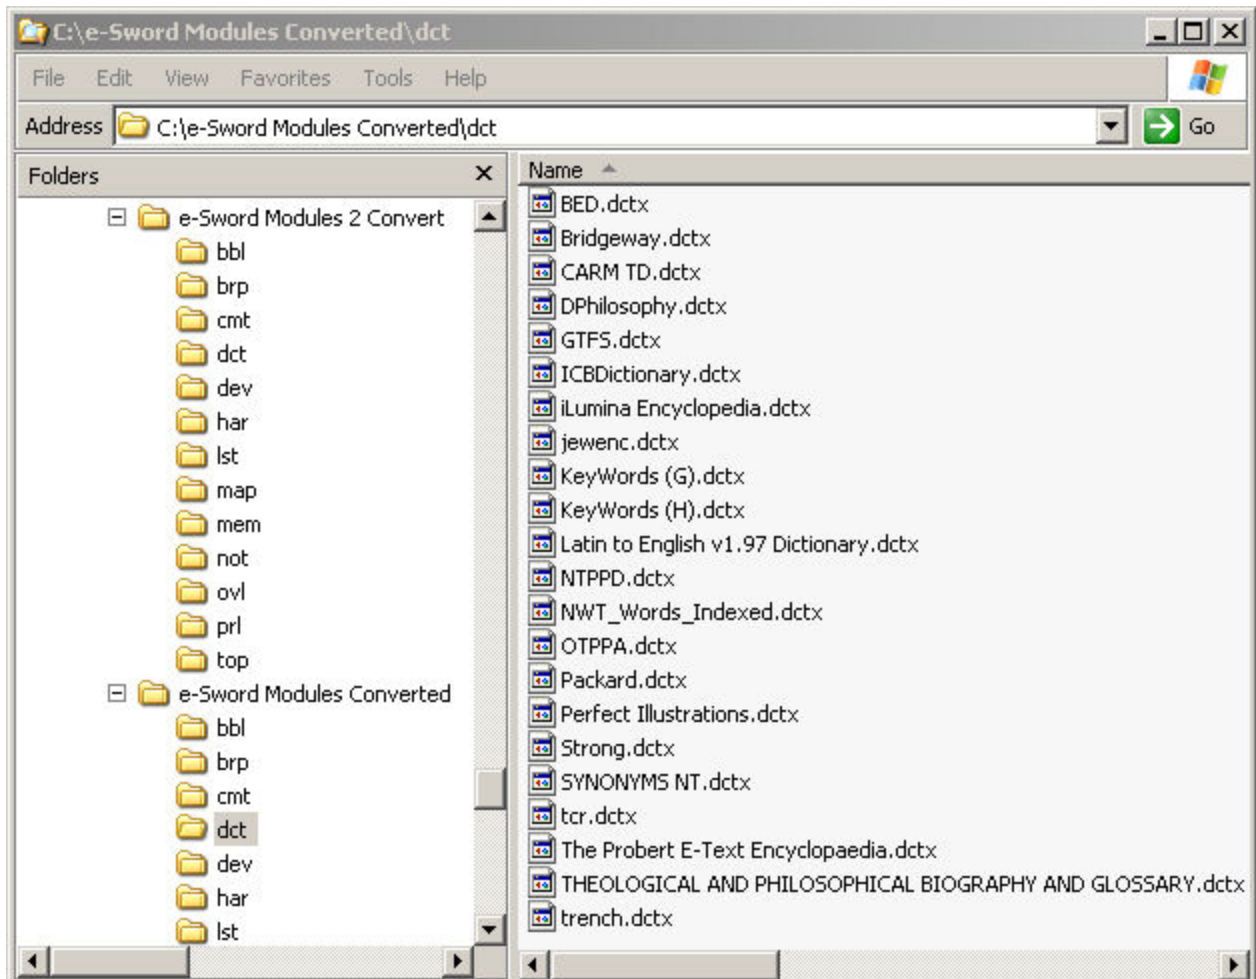 C:\e-Sword Modules Converted\dct
File Edit View Favorites Tools Help
Address C:\e-Sword Modules Converted\dct Go
Folders
e-Sword Modules 2 Convert
bbl
brp
cmt
dct
dev
har
lst
map
mem
not
ovl
prl
top
e-Sword Modules Converted
bbl
brp
cmt
dct
dev
har
lst
Name
BED.dctx
Bridgeway.dctx
CARM TD.dctx
DPhilosophy.dctx
GTFS.dctx
ICBDictionary.dctx
iLumina Encyclopedia.dctx
jewenc.dctx
KeyWords (G).dctx
KeyWords (H).dctx
Latin to English v1.97 Dictionary.dctx
NTPPD.dctx
NWT_Words_Indexed.dctx
OTPPA.dctx
Packard.dctx
Perfect Illustrations.dctx
Strong.dctx
SYNONYMS NT.dctx
tcr.dctx
The Probert E-Text Encyclopaedia.dctx
THEOLOGICAL AND PHILOSOPHICAL BIOGRAPHY AND GLOSSARY.dctx
trench.dctx